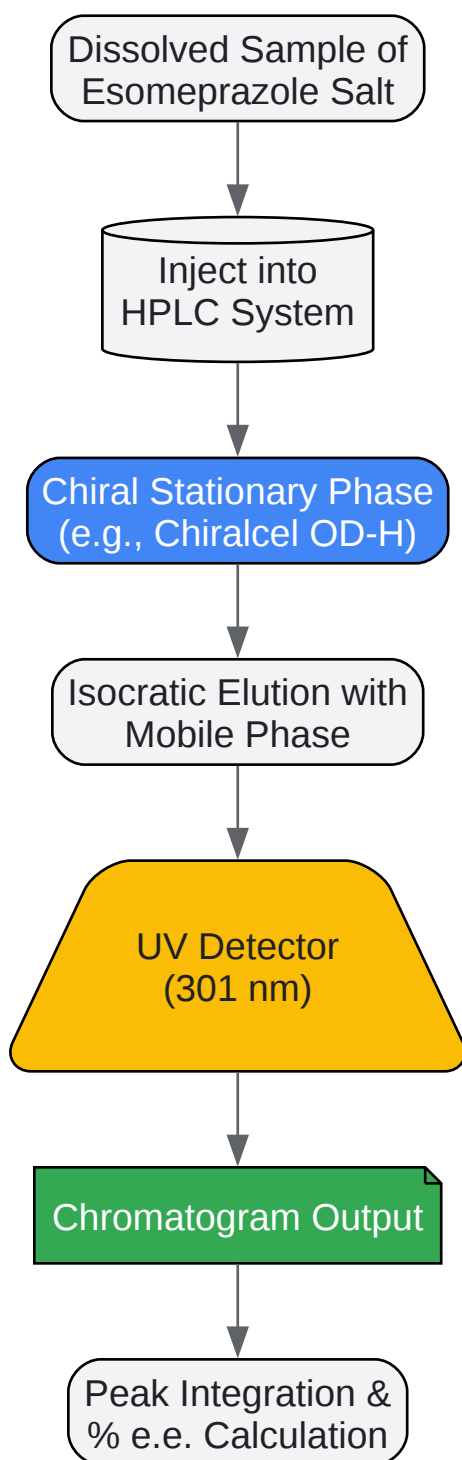 Dissolved Sample of
Esomeprazole Salt
Inject into
HPLC System
Chiral Stationary Phase
(e.g., Chiralcel OD-H)
Isocratic Elution with
Mobile Phase
UV Detector
(301 nm)
Chromatogram Output
Peak Integration &
% e.e. Calculation